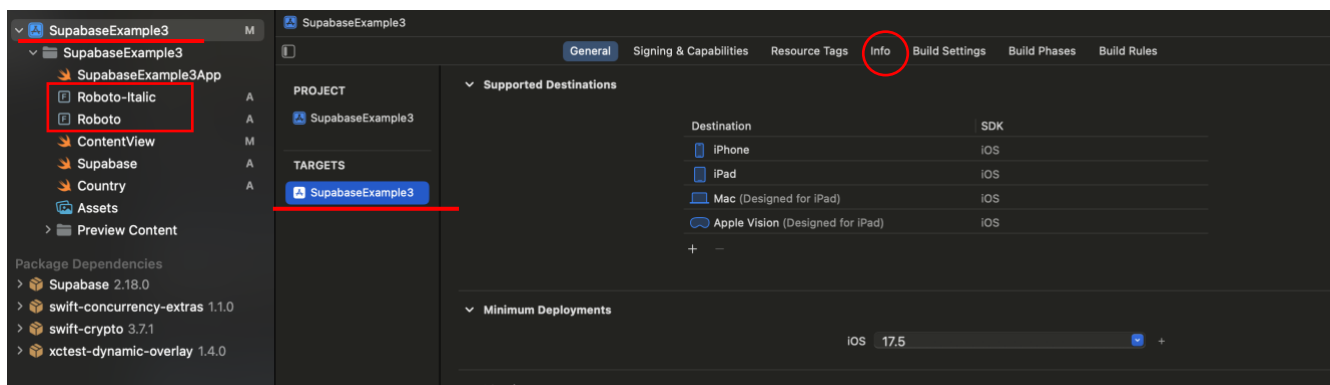 SupabaseExample3 M
SupabaseExample3
SupabaseExample3App
Roboto-Italic A
Roboto A
ContentView M
Supabase A
Country A
Assets
Preview Content
Package Dependencies
Supabase 2.18.0
swift-concurrency-extras 1.1.0
swift-crypto 3.7.1
xctest-dynamic-overlay 1.4.0
SupabaseExample3
General Signing & Capabilities Resource Tags Info Build Settings Build Phases Build Rules
PROJECT
SupabaseExample3
TARGETS
SupabaseExample3
Supported Destinations
Destination SDK
iPhone iOS
iPad iOS
Mac (Designed for iPad) iOS
Apple Vision (Designed for iPad) iOS
+ −
Minimum Deployments
iOS 17.5 +